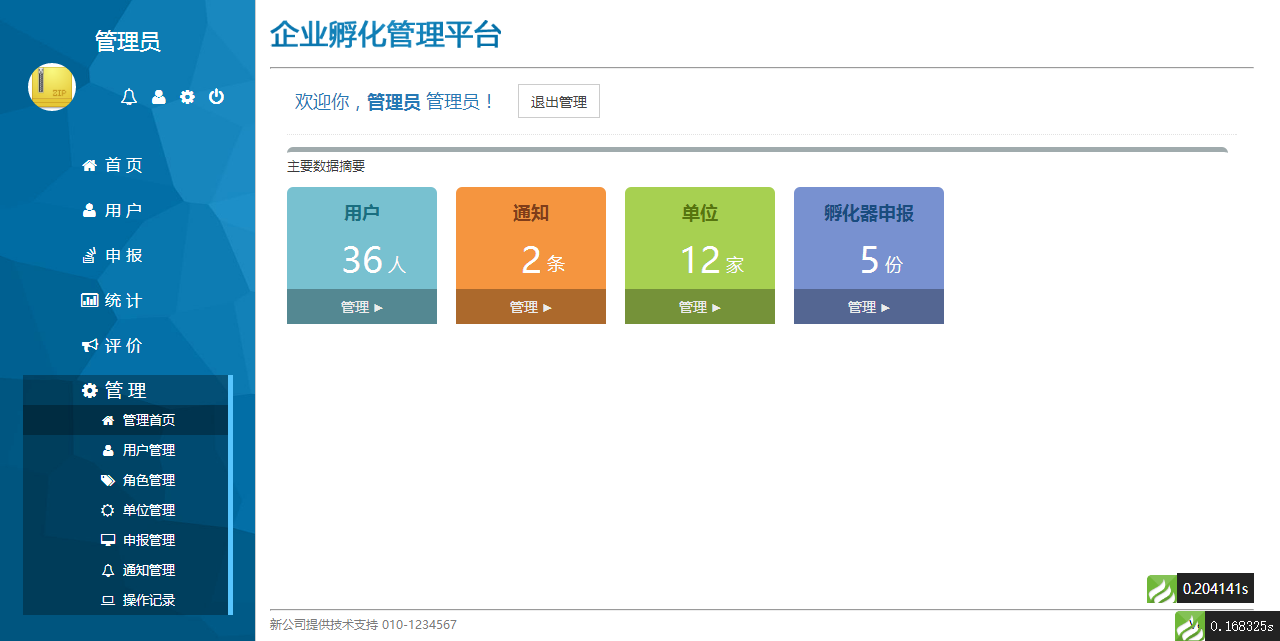 管理员
首 页
用 户
申 报
统 计
评 价
管 理
管理首页
用户管理
角色管理
单位管理
申报管理
通知管理
操作记录
企业孵化管理平台
欢迎你，管理员 管理员！
退出管理
主要数据摘要
用户
36 人
管理 ►
通知
2 条
管理 ►
单位
12 家
管理 ►
孵化器申报
5 份
管理 ►
0.204141s
新公司提供技术支持 010-1234567
0.168325s